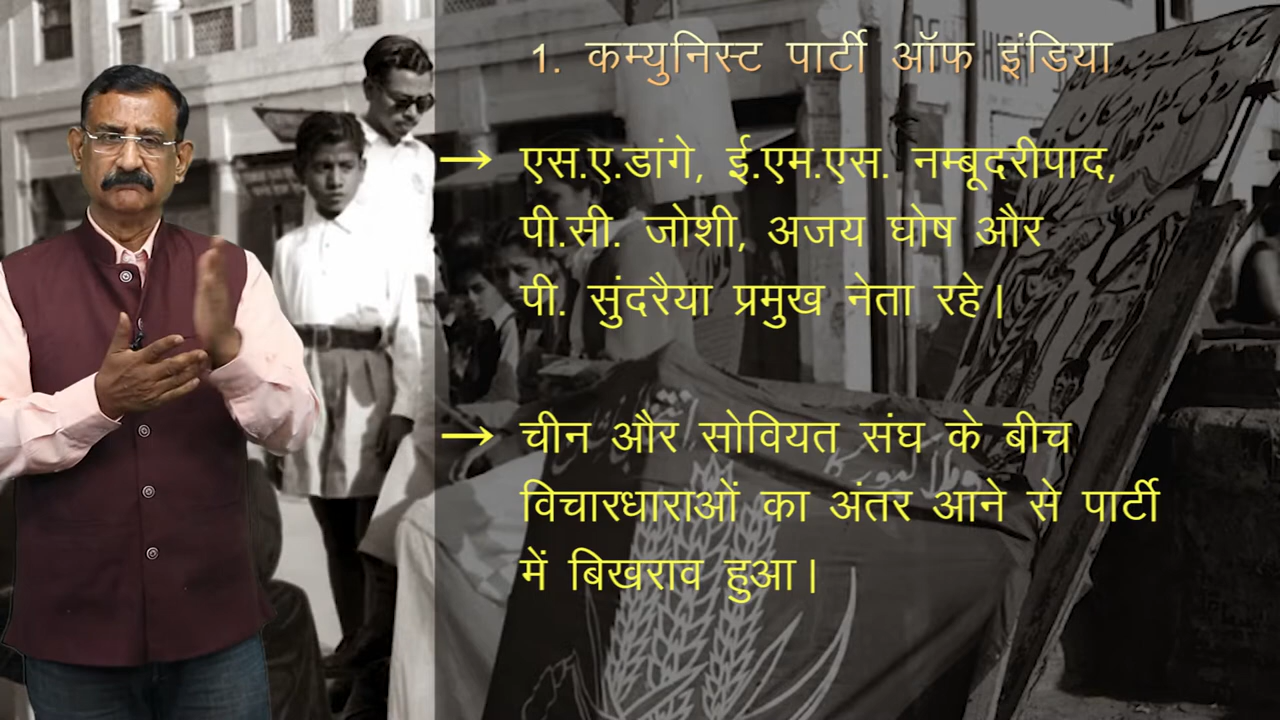 1. कम्युनिस्ट पार्टी ऑफ इंडिया
→ एस.ए.डांगे, ई.एम.एस. नम्बूदरीपाद,
पी.सी. जोशी, अजय घोष और
पी. सुंदरैया प्रमुख नेता रहे।
→ चीन और सोवियत संघ के बीच
विचारधाराओं का अंतर आने से पार्टी
में बिखराव हुआ।